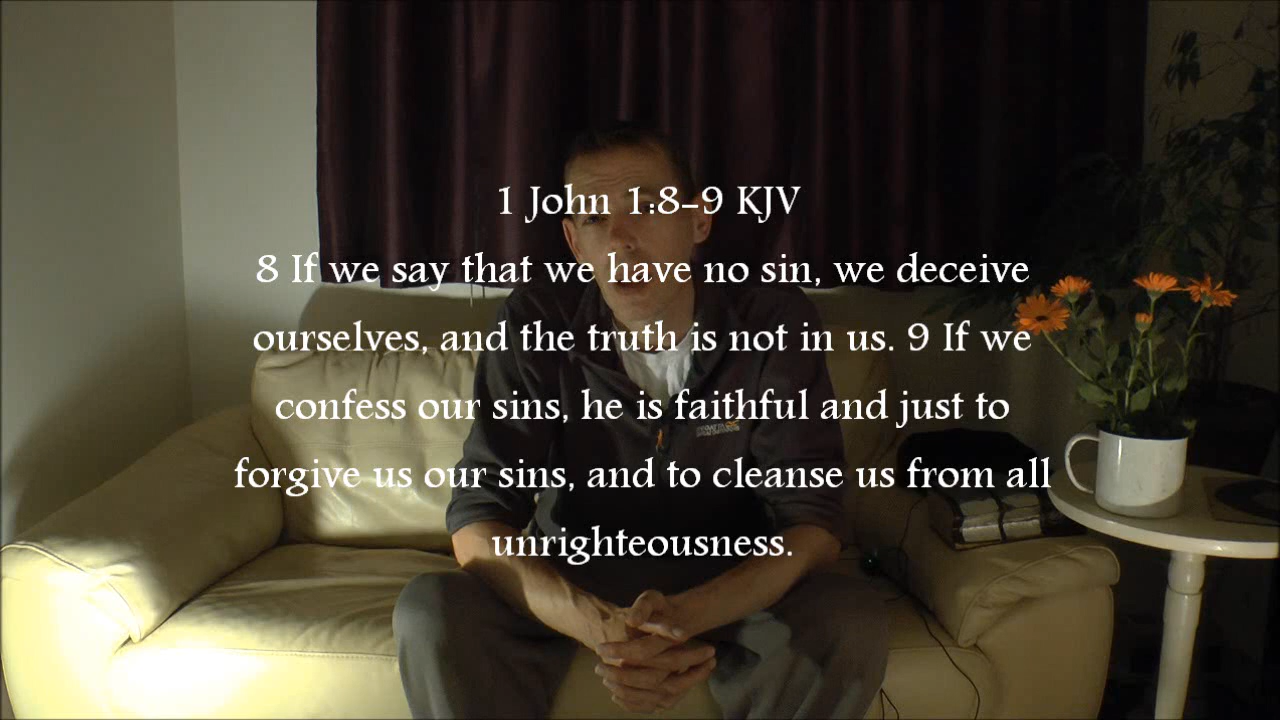 1 John 1:8-9 KJV
8 If we say that we have no sin, we deceive
ourselves, and the truth is not in us. 9 If we
confess our sins, he is faithful and just to
forgive us our sins, and to cleanse us from all
unrighteousness.